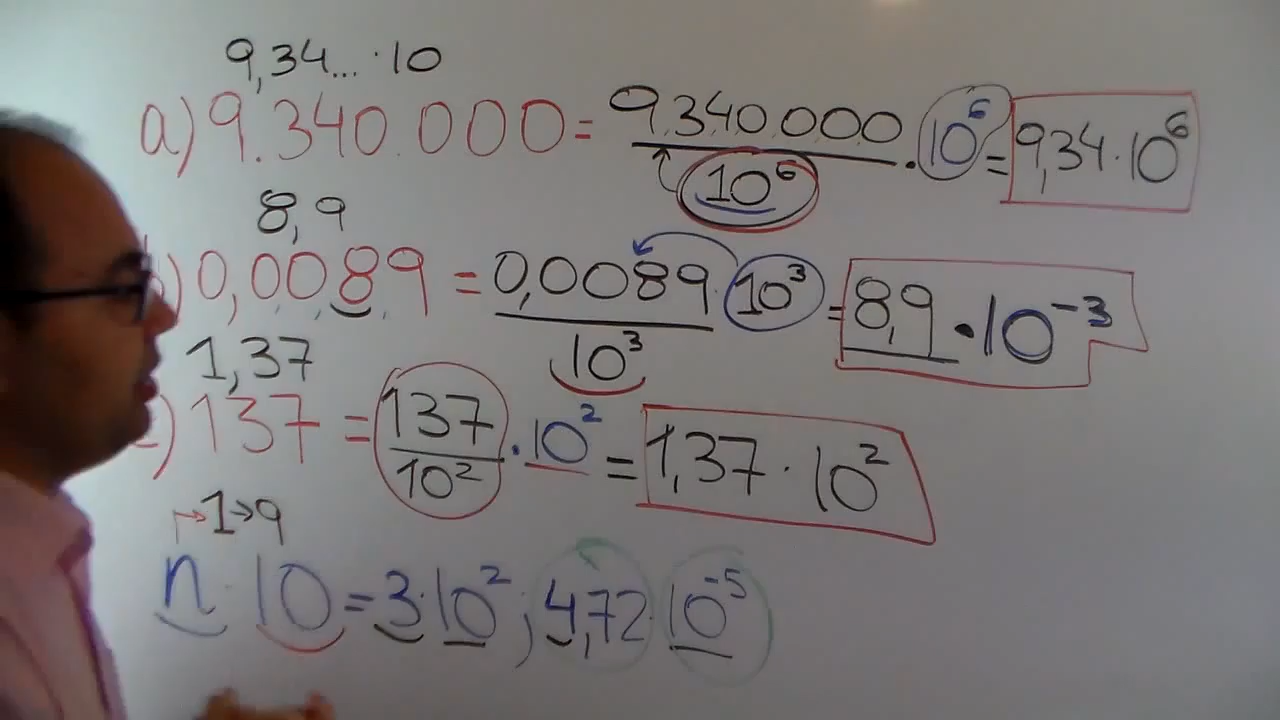 9,34... · 10
a) 9.340.000 = 9.340.000 / 10⁶ · 10⁶ = 9,34 · 10⁶
8,9
) 0,0089 = 0,0089 · 10³ / 10³ = 8,9 · 10⁻³
1,37
) 137 = 137 / 10² · 10² = 1,37 · 10²
→ 1 → 9
n · 10 = 3 · 10² ; 4,72 · 10⁻⁵